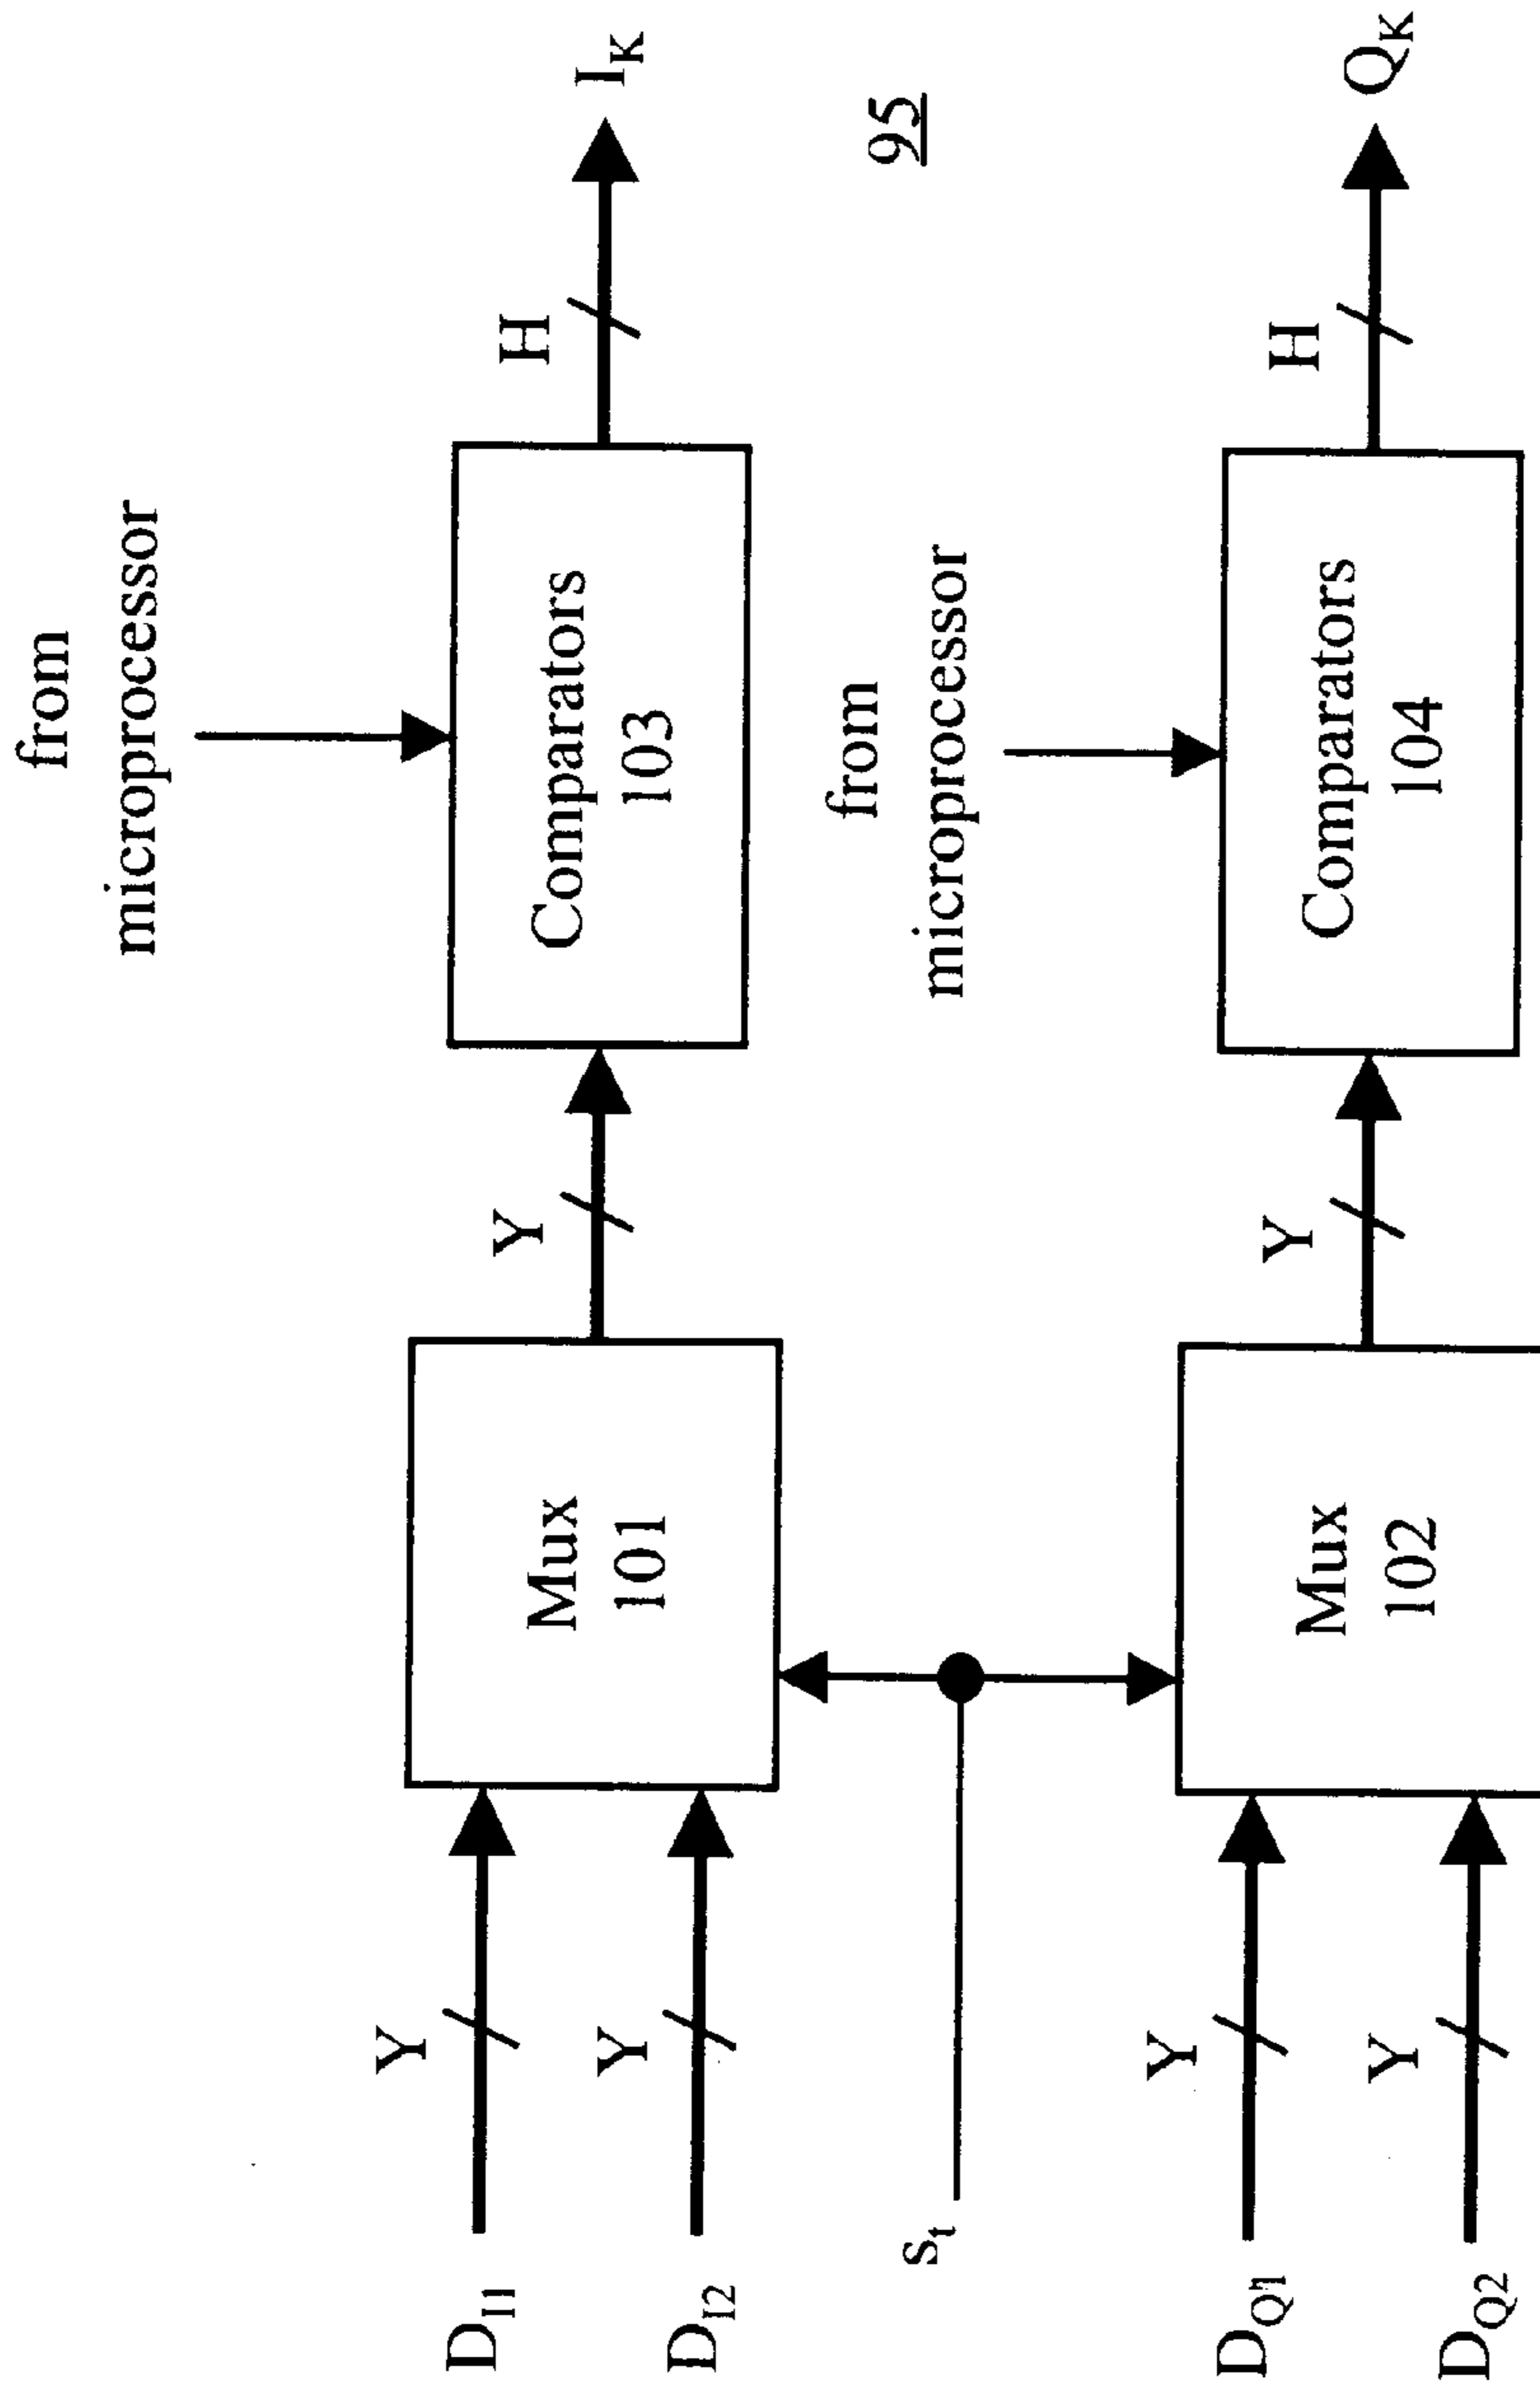 from
microprocessor
D_I1
Y
D_I2
Y
Mux
101
Y
Comparators
103
H
I_K
s_t
95
from
microprocessor
D_Q1
Y
D_Q2
Y
Mux
102
Y
Comparators
104
H
Q_K